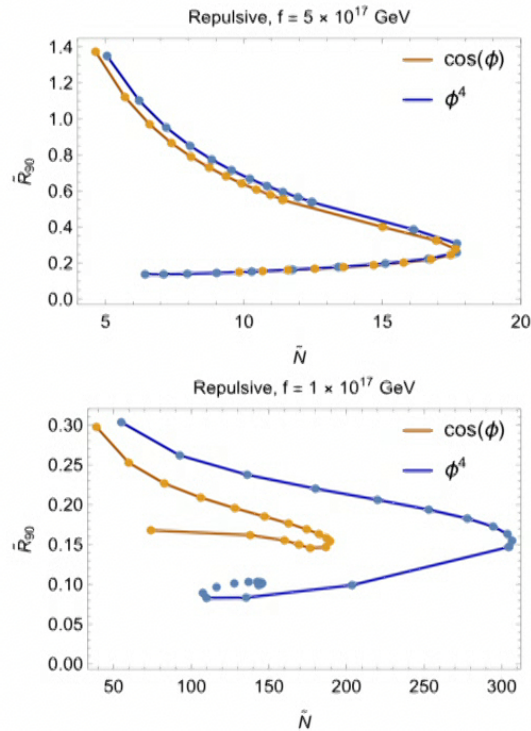 Repulsive, f = 5 × 10¹⁷ GeV
cos(ϕ)
ϕ⁴
R̃₉₀
1.4
1.2
1.0
0.8
0.6
0.4
0.2
0.0
5 10 15 20
Ñ
Repulsive, f = 1 × 10¹⁷ GeV
cos(ϕ)
ϕ⁴
R̃₉₀
0.30
0.25
0.20
0.15
0.10
0.05
0.00
50 100 150 200 250 300
Ñ